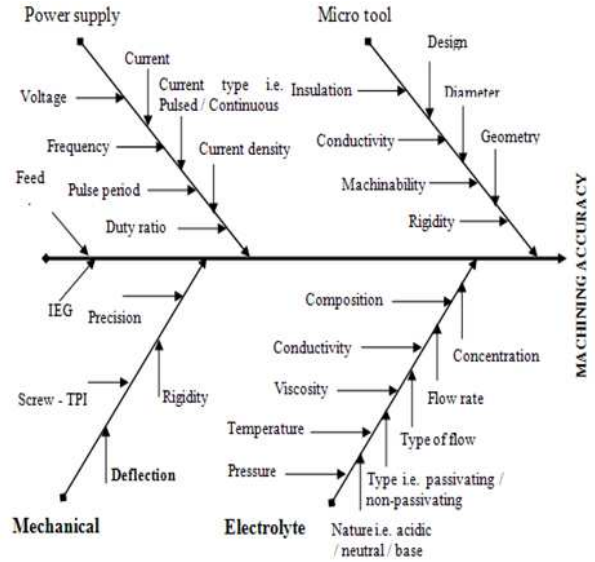 Power supply
Micro tool
Current
Design
Voltage
Current type i.e.
Pulsed / Continuous
Insulation
Diameter
Frequency
Current density
Conductivity
Geometry
Feed
Pulse period
Machinability
Duty ratio
Rigidity
MACHINING ACCURACY
IEG
Precision
Composition
Conductivity
Concentration
Screw - TPI
Rigidity
Viscosity
Flow rate
Temperature
Type of flow
Deflection
Pressure
Type i.e. passivating /
non-passivating
Mechanical
Electrolyte
Nature i.e. acidic
/ neutral / base